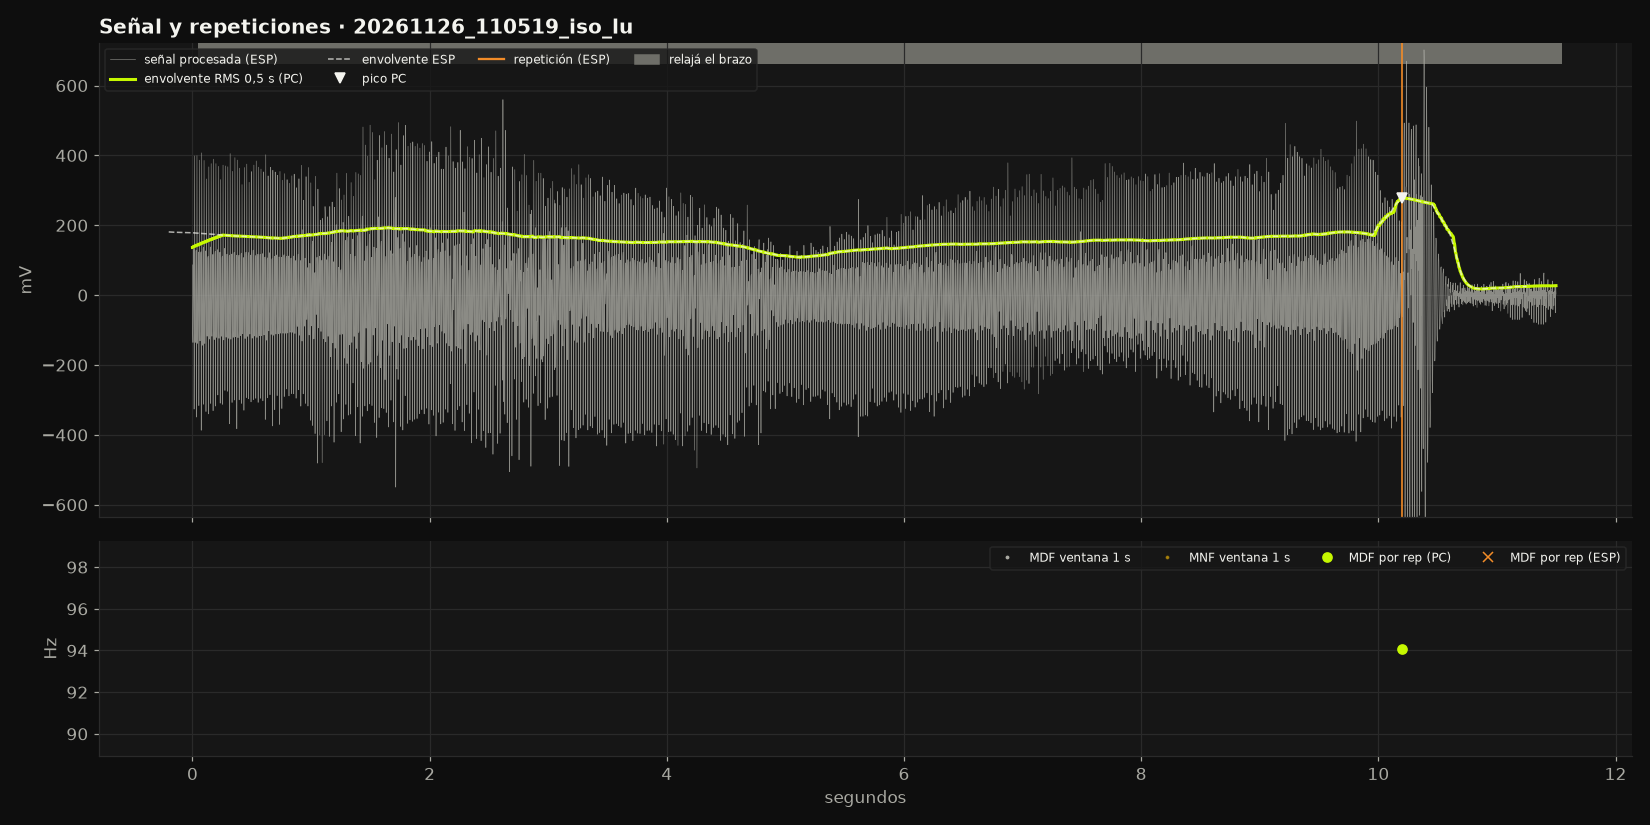 Señal y repeticiones · 20261126_110519_iso_lu
señal procesada (ESP)
envolvente ESP
repetición (ESP)
relajá el brazo
envolvente RMS 0,5 s (PC)
pico PC
600
400
200
0
−200
−400
−600
mV
MDF ventana 1 s
MNF ventana 1 s
MDF por rep (PC)
MDF por rep (ESP)
98
96
94
92
90
Hz
0
2
4
6
8
10
12
segundos